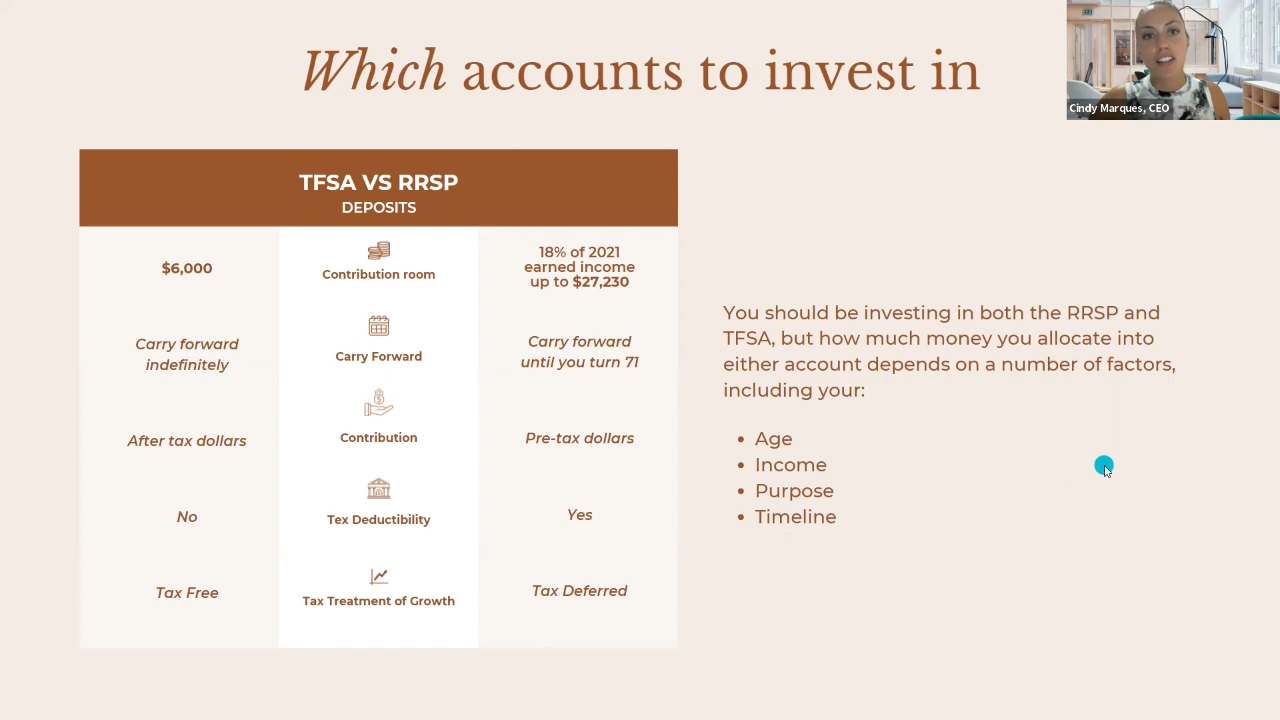 Which accounts to invest in
Cindy Marques, CEO
TFSA VS RRSP
DEPOSITS
$6,000
Contribution room
18% of 2021
earned income
up to $27,230
Carry forward
indefinitely
Carry Forward
Carry forward
until you turn 71
After tax dollars
Contribution
Pre-tax dollars
No
Tex Deductibility
Yes
Tax Free
Tax Treatment of Growth
Tax Deferred
You should be investing in both the RRSP and
TFSA, but how much money you allocate into
either account depends on a number of factors,
including your:
• Age
• Income
• Purpose
• Timeline